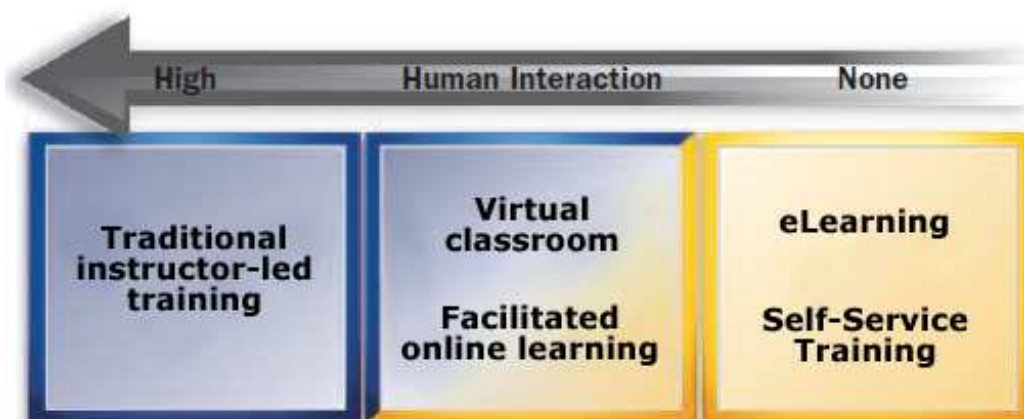 High Human Interaction None
Traditional
instructor-led
training
Virtual
classroom
Facilitated
online learning
eLearning
Self-Service
Training